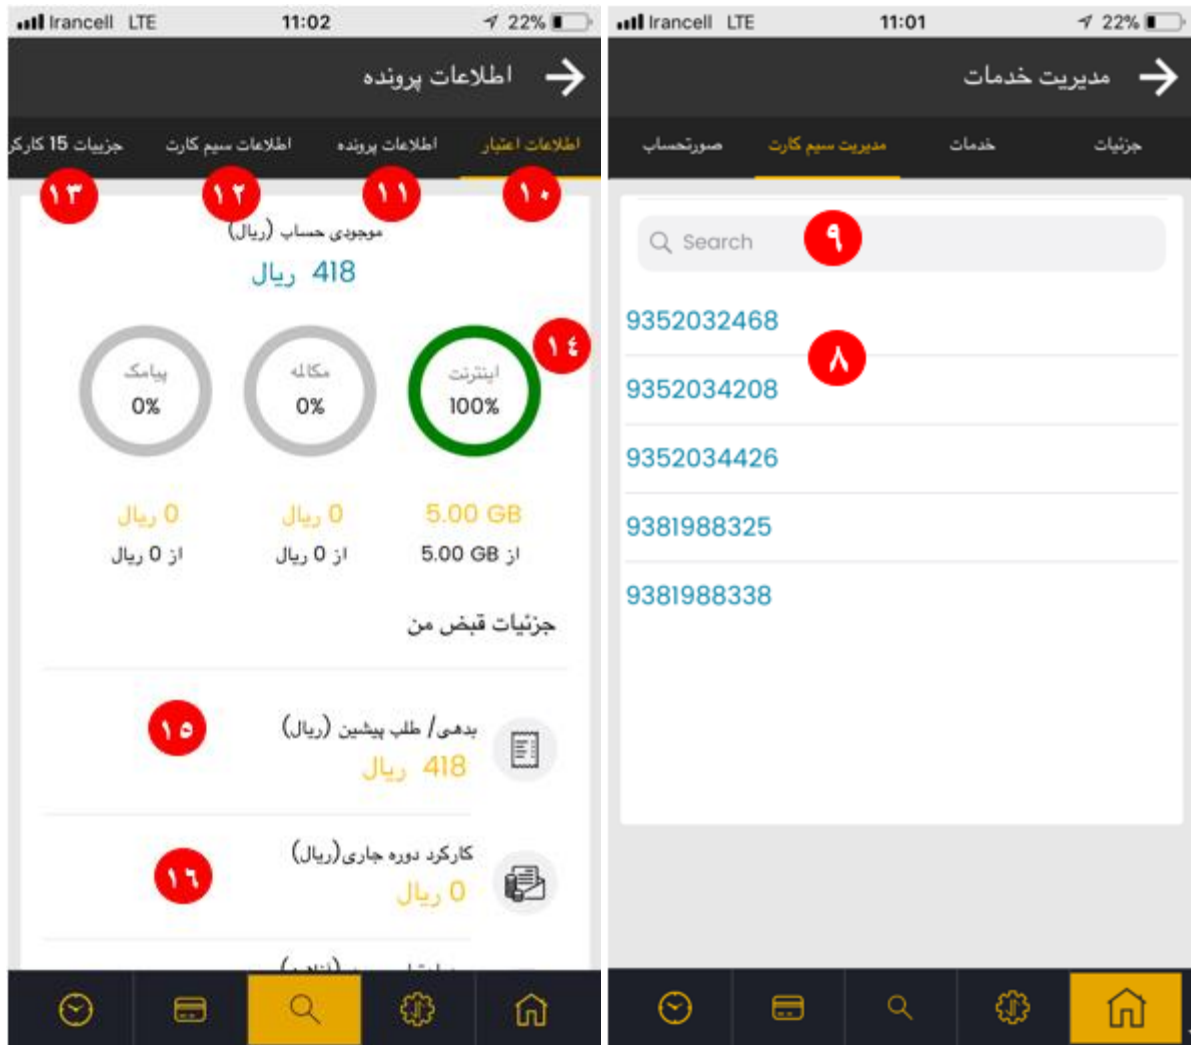 Irancell LTE 11:02 22%
اطلاعات پرونده
اطلاعات اعتبار اطلاعات پرونده اطلاعات سیم کارت جزییات 15 کارکر
۱۰ ۱۱ ۱۲ ۱۳
موجودی حساب (ریال)
418 ریال
۱٤
اینترنت مکالمه پیامک
100% 0% 0%
5.00 GB 0 ریال 0 ریال
از 5.00 GB از 0 ریال از 0 ریال
جزئیات قبض من
بدهی/ طلب پیشین (ریال)
۱٥
418 ریال
کارکرد دوره جاری(ریال)
۱٦
0 ریال
Irancell LTE 11:01 22%
مدیریت خدمات
جزئیات خدمات مدیریت سیم کارت صورتحساب
Search ۹
9352032468
۸
9352034208
9352034426
9381988325
9381988338